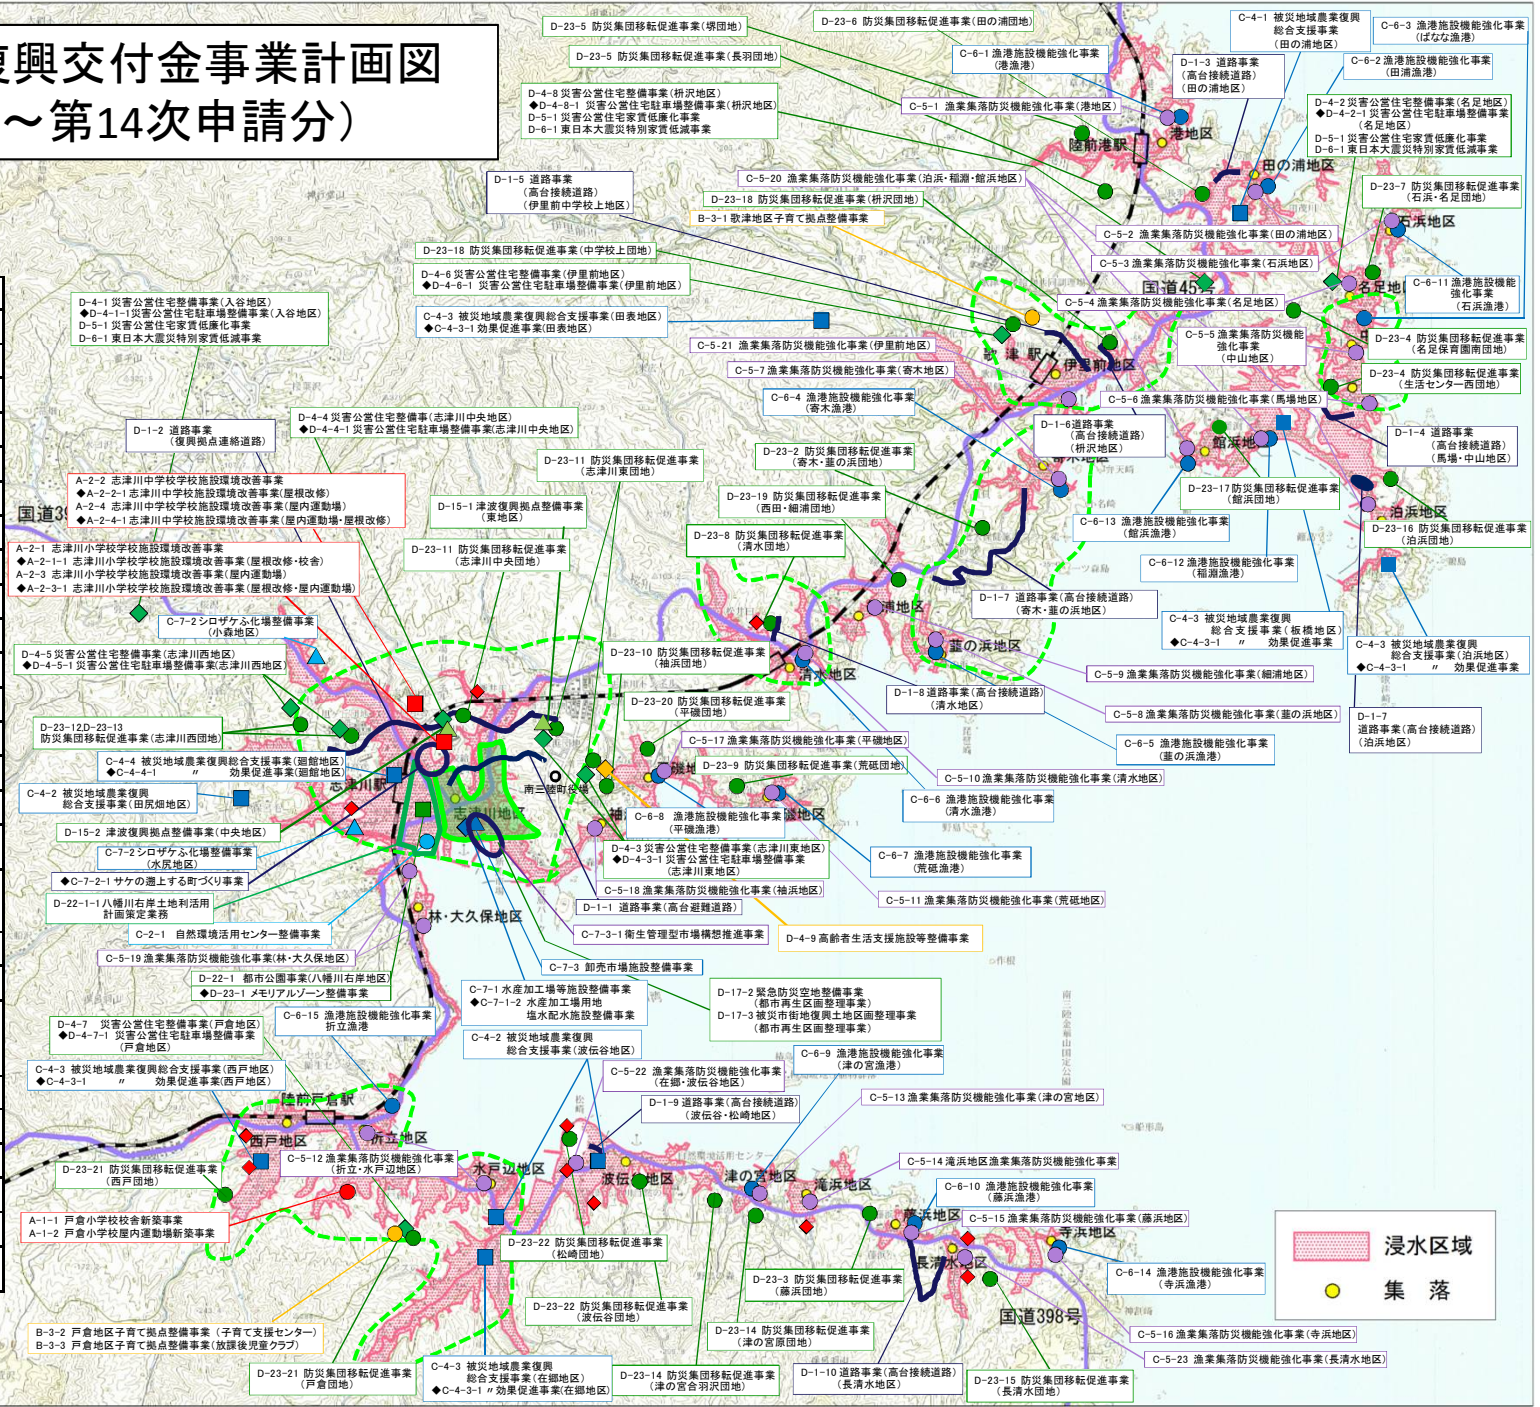 復興交付金事業計画図
～第14次申請分）
D-23-5 防災集団移転促進事業(堺団地)
D-23-6 防災集団移転促進事業(田の浦団地)
C-4-1 被災地域農業復興
総合支援事業
(田の浦地区)
C-6-3 漁港施設機能強化事業
(ばなな漁港)
D-23-5 防災集団移転促進事業(長羽団地)
C-6-1 漁港施設機能強化事業
(港漁港)
D-1-3 道路事業
(高台接続道路)
(田の浦地区)
C-6-2 漁港施設機能強化事業
(田浦漁港)
D-4-8 災害公営住宅整備事業(枡沢地区)
◆D-4-8-1 災害公営住宅駐車場整備事業(枡沢地区)
D-5-1 災害公営住宅家賃低廉化事業
D-6-1 東日本大震災特別家賃低減事業
C-5-1 漁業集落防災機能強化事業(港地区)
D-4-2 災害公営住宅整備事業(名足地区)
◆D-4-2-1 災害公営住宅駐車場整備事業
(名足地区)
D-5-1 災害公営住宅家賃低廉化事業
D-6-1 東日本大震災特別家賃低減事業
港地区
陸前港駅
田の浦地区
D-1-5 道路事業
(高台接続道路)
(伊里前中学校上地区)
C-5-20 漁業集落防災機能強化事業(泊浜・稲淵・館浜地区)
D-23-18 防災集団移転促進事業(枡沢団地)
B-3-1 歌津地区子育て拠点整備事業
D-23-7 防災集団移転促進事業
(石浜・名足団地)
石浜地区
C-5-2 漁業集落防災機能強化事業(田の浦地区)
D-23-18 防災集団移転促進事業(中学校上団地)
C-5-3 漁業集落防災機能強化事業(石浜地区)
D-4-6 災害公営住宅整備事業(伊里前地区)
◆D-4-6-1 災害公営住宅駐車場整備事業(伊里前地区)
国道45号
名足地区
C-6-11 漁港施設機能
強化事業
(石浜漁港)
D-4-1 災害公営住宅整備事業(入谷地区)
◆D-4-1-1災害公営住宅駐車場整備事業(入谷地区)
D-5-1 災害公営住宅家賃低廉化事業
D-6-1 東日本大震災特別家賃低減事業
C-5-4 漁業集落防災機能強化事業(名足地区)
C-4-3 被災地域農業復興総合支援事業(田表地区)
◆C-4-3-1 効果促進事業(田表地区)
C-5-5 漁業集落防災機能
強化事業
(中山地区)
D-23-4 防災集団移転促進事業
(名足保育園南団地)
C-5-21 漁業集落防災機能強化事業(伊里前地区)
歌津駅
伊里前地区
C-5-7 漁業集落防災機能強化事業(寄木地区)
D-23-4 防災集団移転促進事業
(生活センター西団地)
C-6-4 漁港施設機能強化事業
(寄木漁港)
C-5-6 漁業集落防災機能強化事業(馬場地区)
D-4-4 災害公営住宅整備事(志津川中央地区)
◆D-4-4-1 災害公営住宅駐車場整備事業(志津川中央地区)
D-1-2 道路事業
(復興拠点連絡道路)
D-1-6道路事業
(高台接続道路)
(枡沢地区)
館浜地区
D-1-4 道路事業
(高台接続道路)
(馬場・中山地区)
D-23-2 防災集団移転促進事業
(寄木・韮の浜団地)
D-23-11 防災集団移転促進事業
(志津川東団地)
A-2-2 志津川中学校学校施設環境改善事業
◆A-2-2-1 志津川中学校施設環境改善事業(屋根改修)
A-2-4 志津川中学校施設環境改善事業(屋内運動場)
◆A-2-4-1 志津川中学校施設環境改善事業(屋内運動場・屋根改修)
D-15-1 津波復興拠点整備事業
(東地区)
D-23-19 防災集団移転促進事業
(西田・細浦団地)
D-23-17 防災集団移転促進事業
(館浜団地)
泊浜地区
C-6-13 漁港施設機能強化事業
(館浜漁港)
D-23-16 防災集団移転促進事業
(泊浜団地)
D-23-8 防災集団移転促進事業
(清水団地)
A-2-1 志津川小学校学校施設環境改善事業
◆A-2-1-1 志津川小学校学校施設環境改善事業(屋根改修・校舎)
A-2-3 志津川小学校学校施設環境改善事業(屋内運動場)
◆A-2-3-1 志津川小学校学校施設環境改善事業(屋根改修・屋内運動場)
D-23-11 防災集団移転促進事業
(志津川中央団地)
C-6-12 漁港施設機能強化事業
(稲淵漁港)
D-1-7 道路事業(高台接続道路)
(寄木・韮の浜地区)
C-7-2 シロザケふ化場整備事業
(小森地区)
C-4-3 被災地域農業復興
総合支援事業(板橋地区)
◆C-4-3-1 〃 効果促進事業
C-4-3 被災地域農業復興
総合支援事業(泊浜地区)
◆C-4-3-1 〃 効果促進事業
D-4-5 災害公営住宅整備事業(志津川西地区)
◆D-4-5-1 災害公営住宅駐車場整備事業(志津川西地区)
D-23-10 防災集団移転促進事業
(袖浜団地)
韮の浜地区
清水地区
C-5-9 漁業集落防災機能強化事業(細浦地区)
D-1-8 道路事業(高台接続道路)
(清水地区)
C-5-8 漁業集落防災機能強化事業(韮の浜地区)
D-23-20 防災集団移転促進事業
(平磯団地)
D-1-7
道路事業(高台接続道路)
(泊浜地区)
D-23-12,D-23-13
防災集団移転促進事業(志津川西団地)
C-5-17 漁業集落防災機能強化事業(平磯地区)
C-6-5 漁港施設機能強化事業
(韮の浜漁港)
C-4-4 被災地域農業復興総合支援事業(廻館地区)
◆C-4-4-1 〃 効果促進事業(廻館地区)
D-23-9 防災集団移転促進事業(荒砥団地)
C-5-10 漁業集落防災機能強化事業(清水地区)
志津川駅
南三陸町役場
志津川地区
C-4-2 被災地域農業復興
総合支援事業(田尻畑地区)
C-6-6 漁港施設機能強化事業
(清水漁港)
C-6-8 漁港施設機能強化事業
(平磯漁港)
D-15-2 津波復興拠点整備事業(中央地区)
D-4-3 災害公営住宅整備事業(志津川東地区)
◆D-4-3-1 災害公営住宅駐車場整備事業
(志津川東地区)
C-7-2シロザケふ化場整備事業
(水尻地区)
C-6-7 漁港施設機能強化事業
(荒砥漁港)
◆C-7-2-1 サケの遡上する町づくり事業
C-5-18 漁業集落防災機能強化事業(袖浜地区)
C-5-11 漁業集落防災機能強化事業(荒砥地区)
D-22-1-1八幡川右岸土地利活用
計画策定業務
D-1-1 道路事業(高台避難道路)
林・大久保地区
C-2-1 自然環境活用センター整備事業
C-7-3-1衛生管理型市場構想推進事業
D-4-9 高齢者生活支援施設等整備事業
C-5-19 漁業集落防災機能強化事業(林・大久保地区)
C-7-3 卸売市場施設整備事業
D-22-1 都市公園事業(八幡川右岸地区)
◆D-23-1 メモリアルゾーン整備事業
C-7-1 水産加工場等施設整備事業
◆C-7-1-2 水産加工場用地
塩水配水施設整備事業
D-17-2 緊急防災空地整備事業
(都市再生区画整理事業)
D-17-3 被災市街地復興土地区画整理事業
(都市再生区画整理事業)
C-6-15 漁港施設機能強化事業
折立漁港
D-4-7 災害公営住宅整備事業(戸倉地区)
◆D-4-7-1 災害公営住宅駐車場整備事業
(戸倉地区)
C-4-2 被災地域農業復興
総合支援事業(波伝谷地区)
C-6-9 漁港施設機能強化事業
(津の宮漁港)
C-4-3 被災地域農業復興総合支援事業(西戸地区)
◆C-4-3-1 〃 効果促進事業(西戸地区)
C-5-22 漁業集落防災機能強化事業
(在郷・波伝谷地区)
C-5-13 漁業集落防災機能強化事業(津の宮地区)
D-1-9 道路事業(高台接続道路)
(波伝谷・松崎地区)
陸前戸倉駅
西戸地区
折立地区
C-5-12 漁業集落防災機能強化事業
(折立・水戸辺地区)
C-5-14 滝浜地区漁業集落防災機能強化事業
D-23-21 防災集団移転促進事業
(西戸団地)
水戸辺地区
津の宮地区
滝浜地区
C-6-10 漁港施設機能強化事業
(藤浜漁港)
A-1-1 戸倉小学校校舎新築事業
A-1-2 戸倉小学校屋内運動場新築事業
藤浜地区
C-5-15 漁業集落防災機能強化事業(藤浜地区)
寺浜地区
D-23-22 防災集団移転促進事業
(松崎団地)
長清水地区
浸水区域
D-23-3 防災集団移転促進事業
(藤浜団地)
C-6-14 漁港施設機能強化事業
(寺浜漁港)
集 落
D-23-22 防災集団移転促進事業
(波伝谷団地)
国道398号
B-3-2 戸倉地区子育て拠点整備事業 (子育て支援センター)
B-3-3 戸倉地区子育て拠点整備事業(放課後児童クラブ)
D-23-14 防災集団移転促進事業
(津の宮原団地)
C-5-16 漁業集落防災機能強化事業(寺浜地区)
C-5-23 漁業集落防災機能強化事業(長清水地区)
D-23-21 防災集団移転促進事業
(戸倉団地)
C-4-3 被災地域農業復興
総合支援事業(在郷地区)
◆C-4-3-1 〃効果促進事業(在郷地区)
D-23-14 防災集団移転促進事業
(津の宮合羽沢団地)
D-1-10 道路事業(高台接続道路)
(長清水地区)
D-23-15 防災集団移転促進事業
(長清水団地)